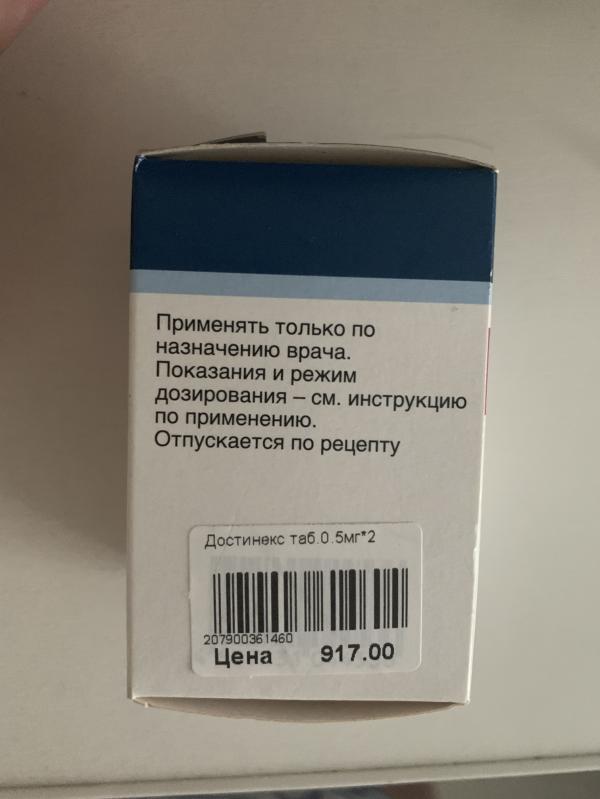 Применять только по
назначению врача.
Показания и режим
дозирования – см. инструкцию
по применению.
Отпускается по рецепту
Достинекс таб.0.5мг*2
207900361460
Цена 917.00